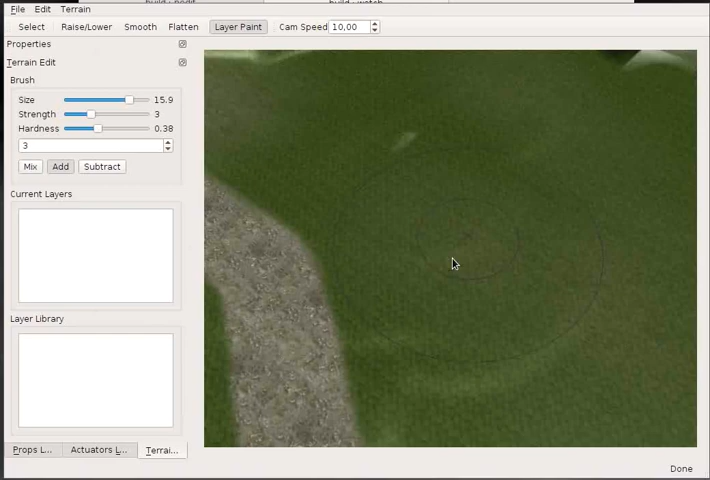 File Edit Terrain
Select Raise/Lower Smooth Flatten Layer Paint Cam Speed 10,00
Properties
Terrain Edit
Brush
Size 15.9
Strength 3
Hardness 0.38
3
Mix Add Subtract
Current Layers
Layer Library
Props L... Actuators L... Terrai...
Done